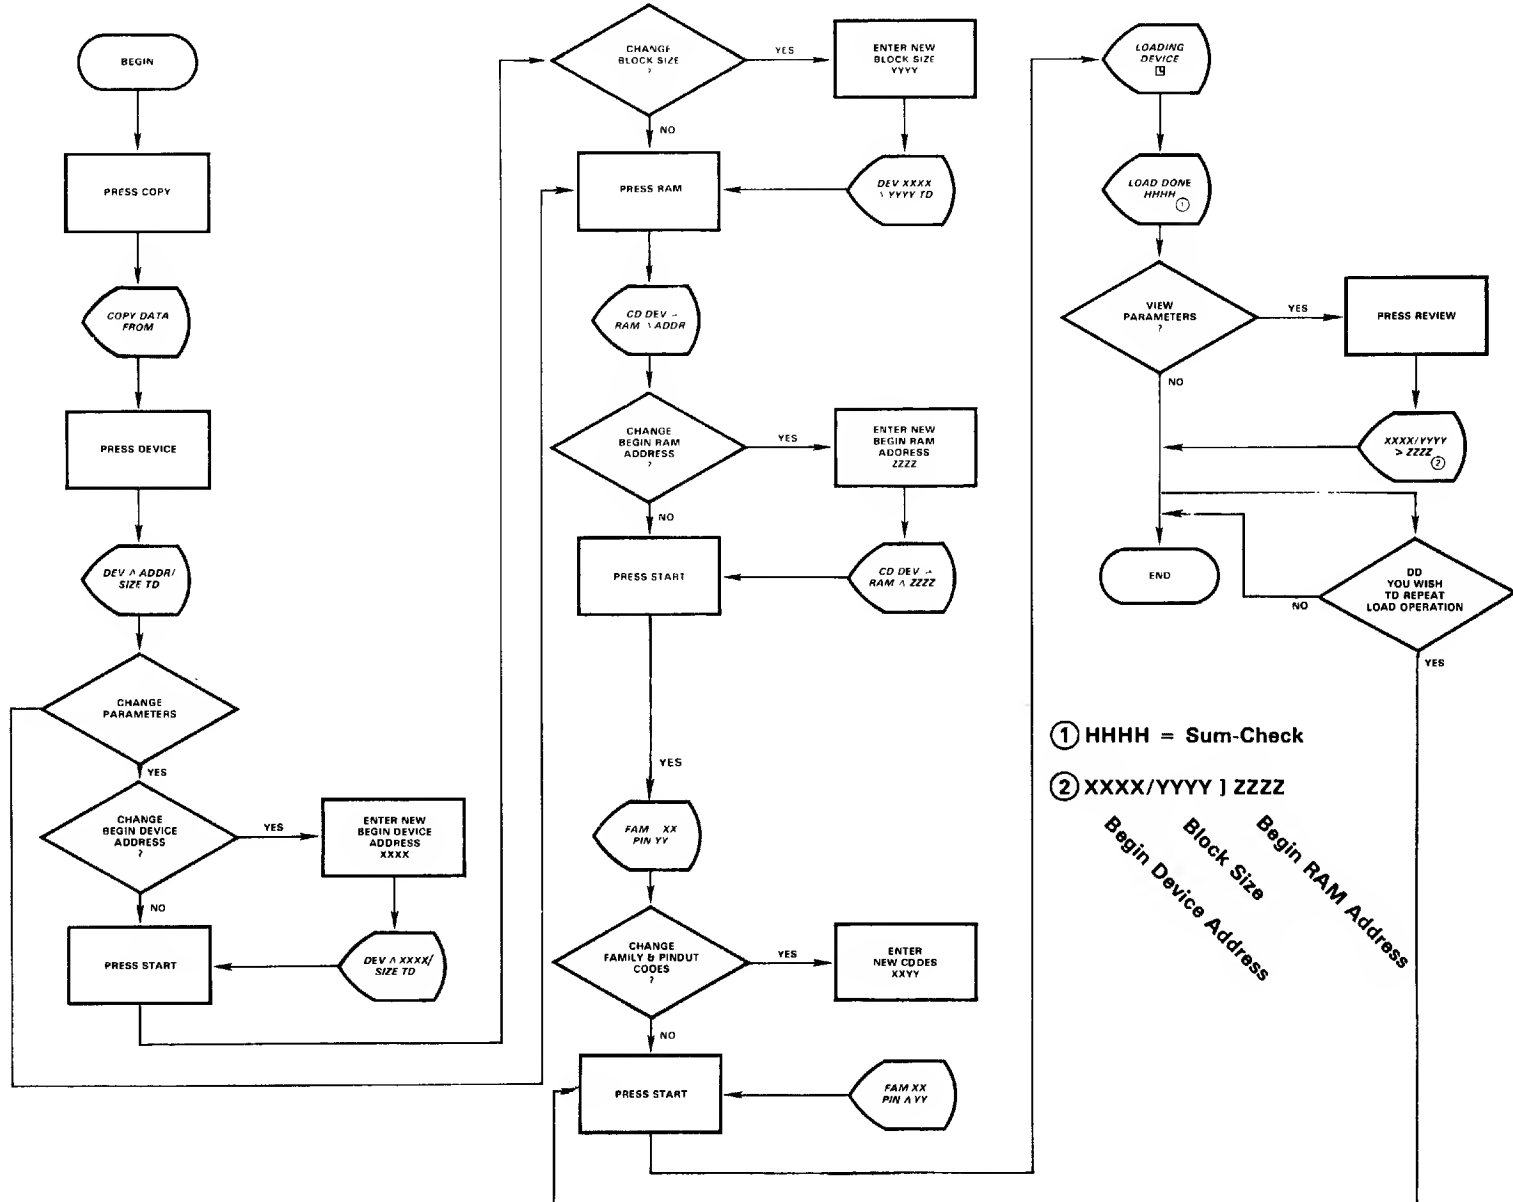 BEGIN
PRESS COPY
COPY DATA
FROM
PRESS DEVICE
DEV ∧ ADDR/
SIZE TD
CHANGE
PARAMETERS
YES
CHANGE
BEGIN DEVICE
ADDRESS
?
YES
ENTER NEW
BEGIN DEVICE
ADDRESS
XXXX
NO
PRESS START
DEV ∧ XXXX/
SIZE TD
CHANGE
BLOCK SIZE
?
YES
ENTER NEW
BLOCK SIZE
YYYY
NO
PRESS RAM
DEV XXXX
\ YYYY TD
CD DEV →
RAM \ ADDR
CHANGE
BEGIN RAM
ADDRESS
?
YES
ENTER NEW
BEGIN RAM
ADORESS
ZZZZ
NO
PRESS START
CD DEV →
RAM ∧ ZZZZ
YES
FAM XX
PIN YY
CHANGE
FAMILY & PINDUT
CODES
?
YES
ENTER
NEW CDDES
XXYY
NO
PRESS START
FAM XX
PIN ∧ YY
LOADING
DEVICE
LOAD DONE
HHHH
①
VIEW
PARAMETERS
?
YES
PRESS REVIEW
NO
XXXX/YYYY
> ZZZZ
②
END
DD
YOU WISH
TD REPEAT
LOAD OPERATION
NO
YES
① HHHH = Sum-Check
② XXXX/YYYY ] ZZZZ
Begin Device Address
Block Size
Begin RAM Address